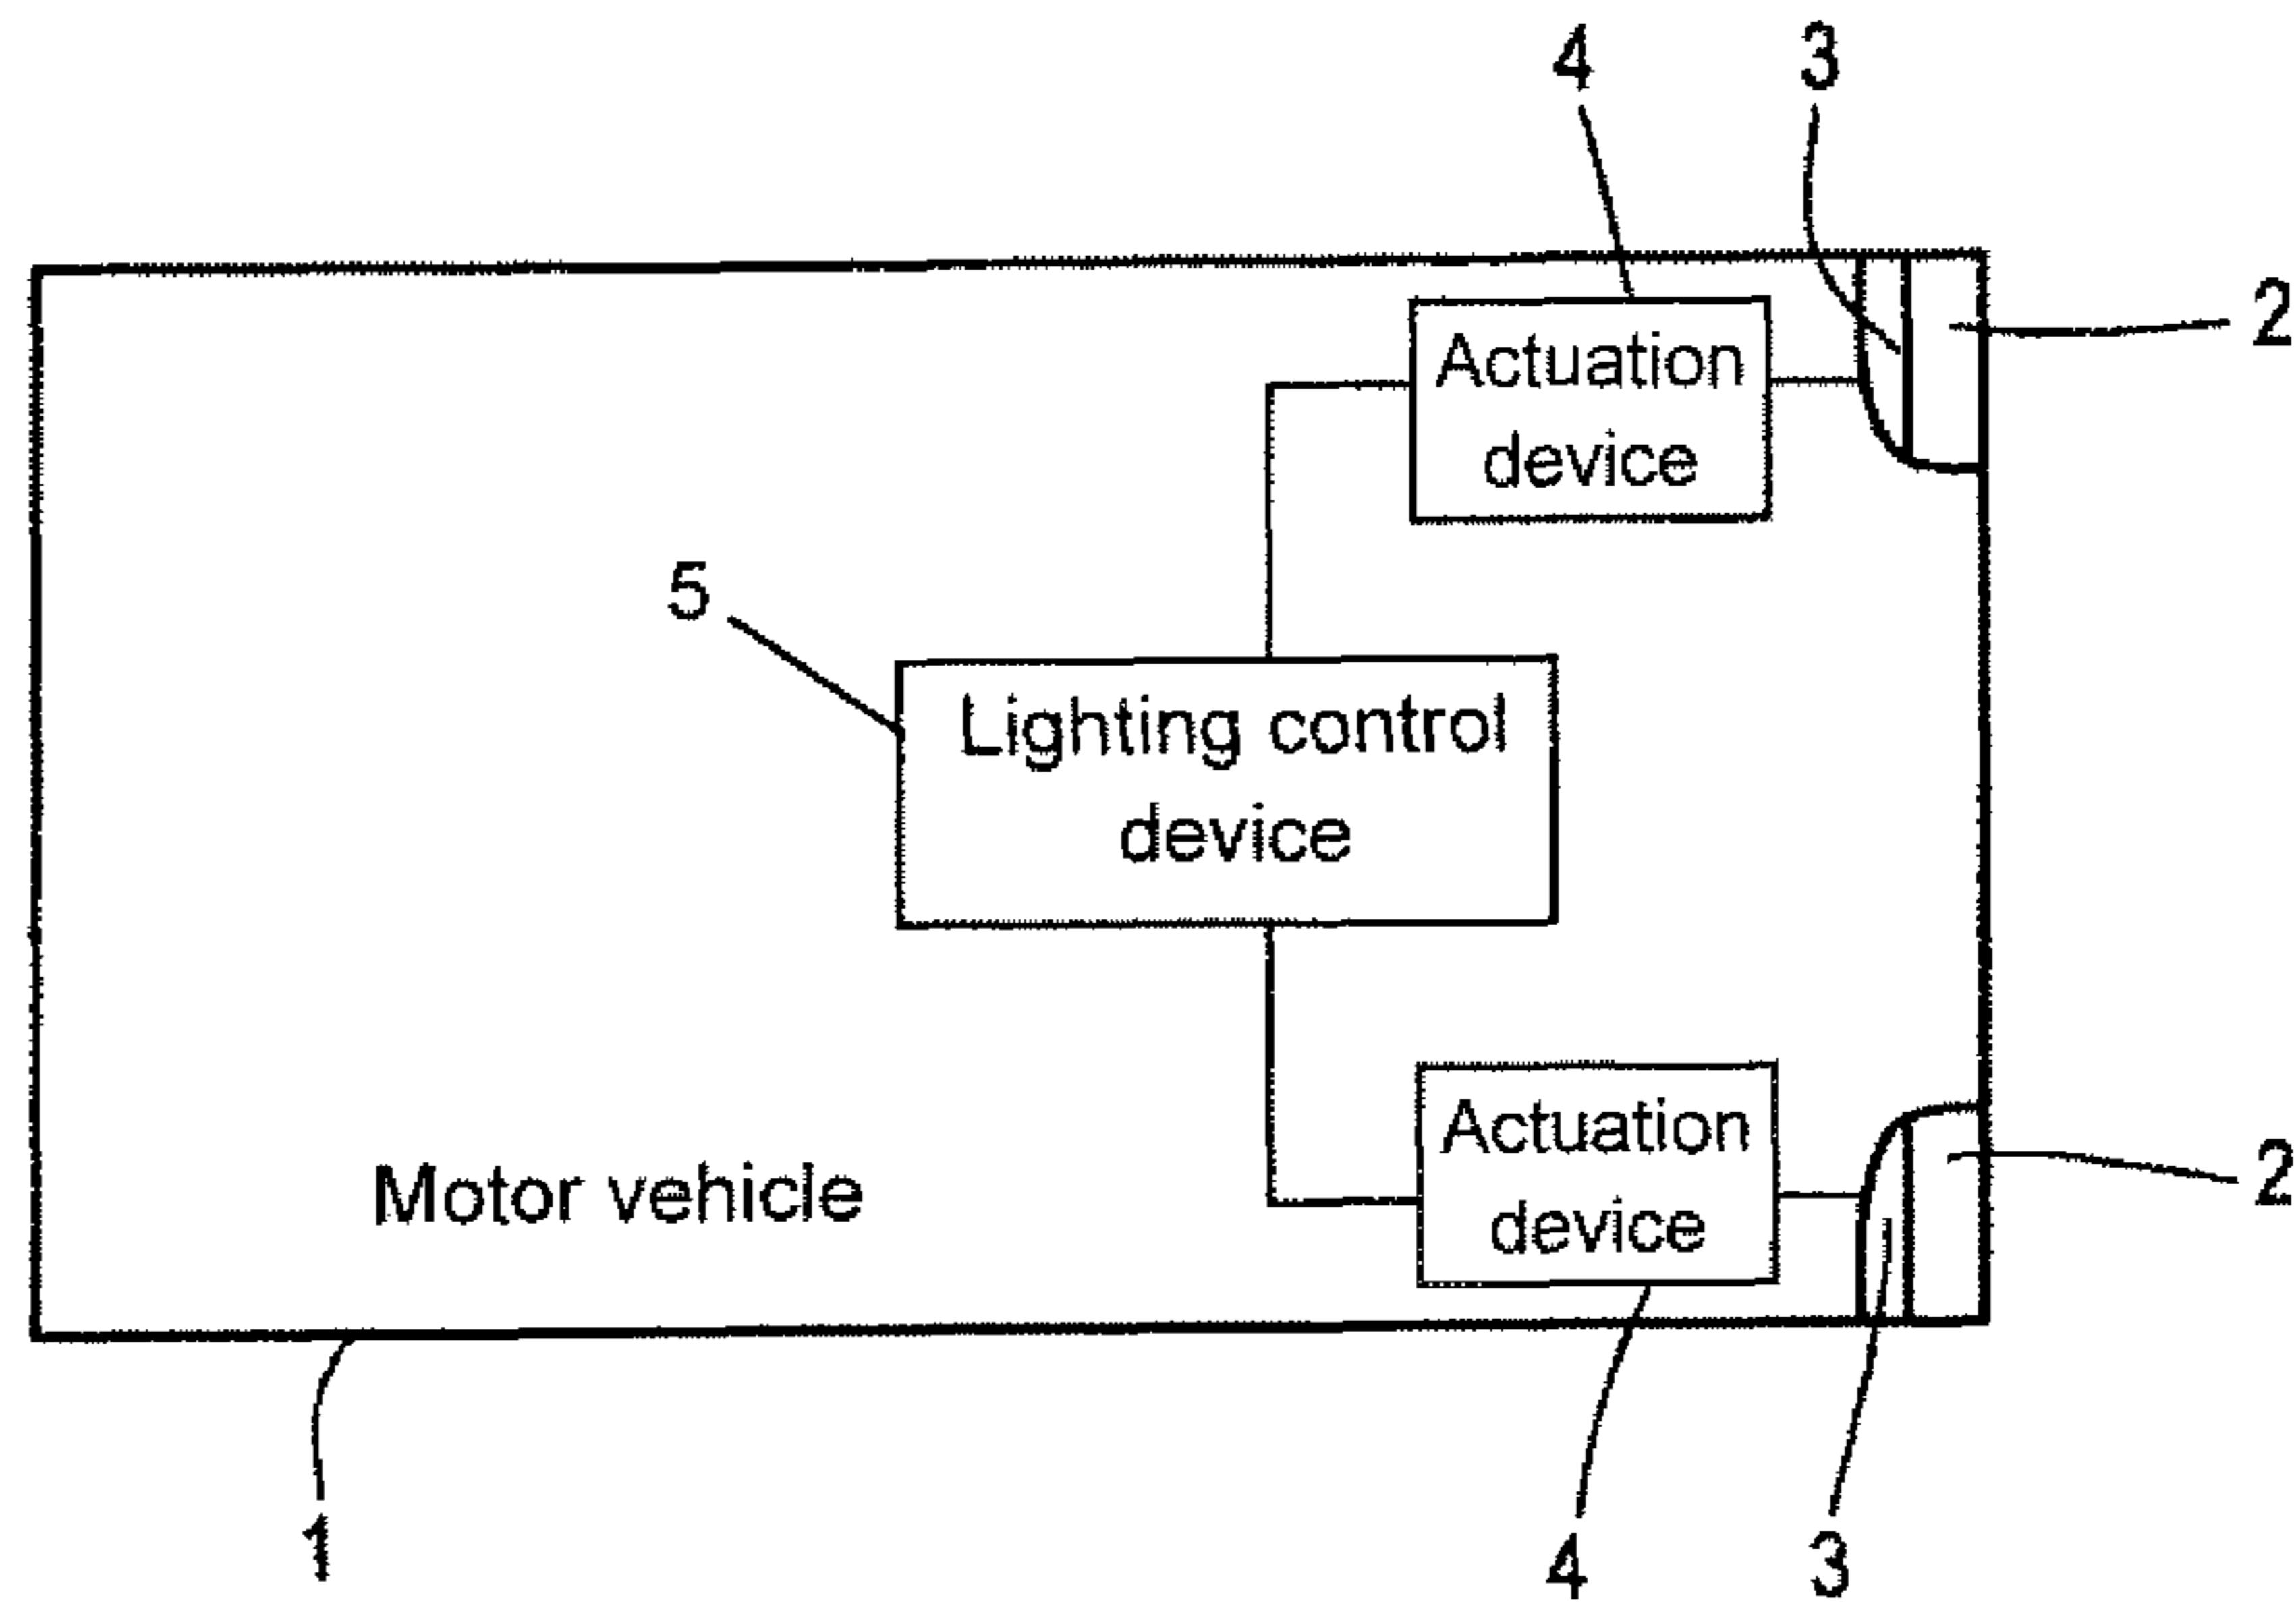 4 3
2
Actuation
device
5
Lighting control
device
Actuation
device
2
Motor vehicle
1
4 3